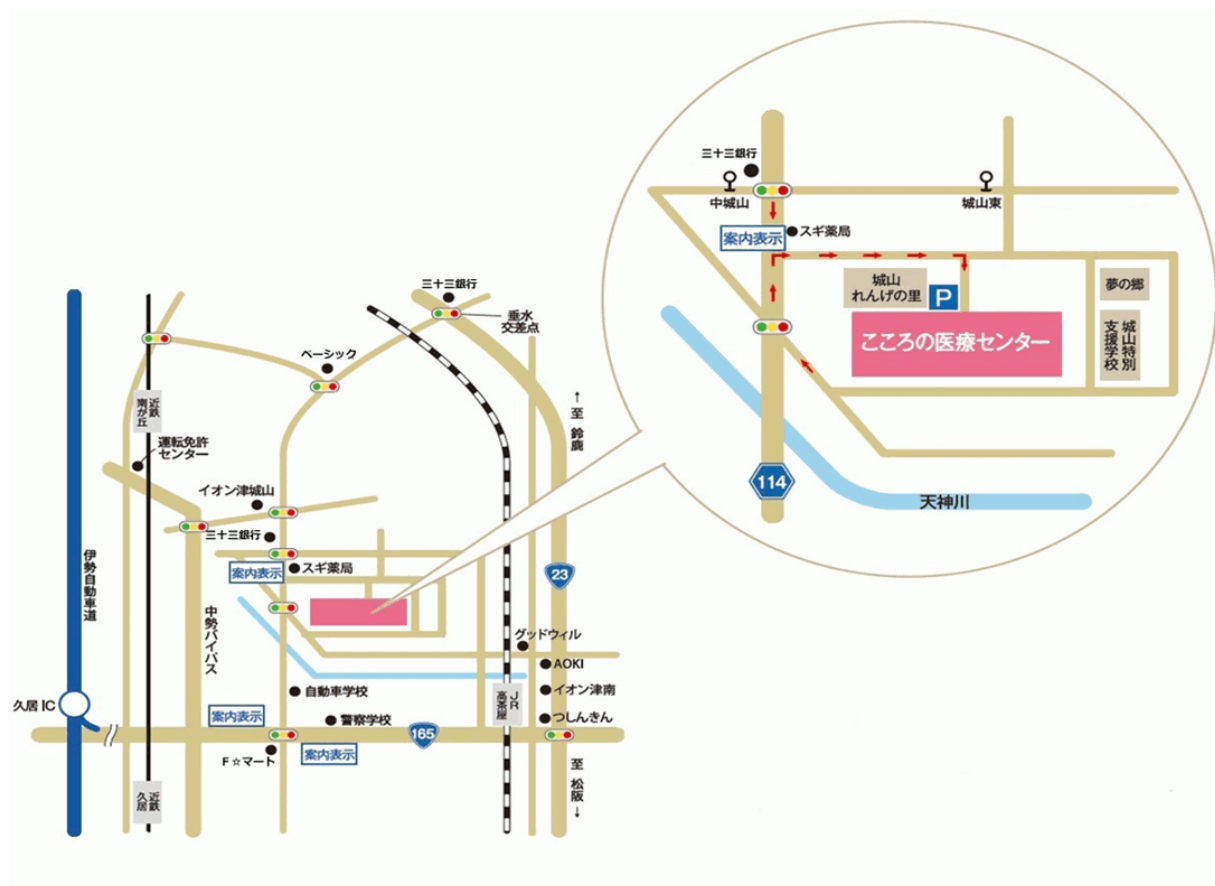 三十三銀行
中城山
城山東
案内表示
スギ薬局
城山
れんげの里
P
夢の郷
こころの医療センター
城山特別
支援学校
114
天神川
三十三銀行
垂水
交差点
ベーシック
近鉄
南が丘
↑
至
鈴鹿
運転免許
センター
イオン津城山
三十三銀行
伊勢自動車道
案内表示
スギ薬局
23
中勢バイパス
グッドウィル
AOKI
久居IC
自動車学校
JR
高茶屋
イオン津南
案内表示
警察学校
つしんきん
165
F☆マート
案内表示
近鉄
久居
至
松阪
↓